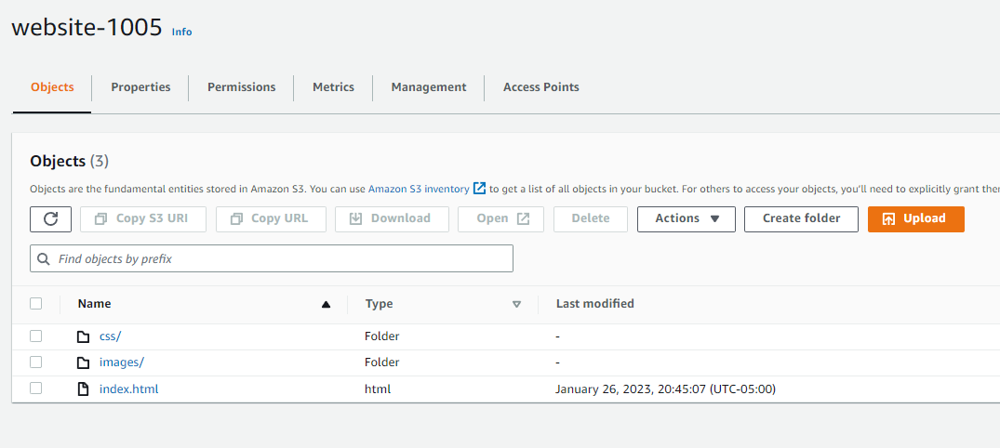 website-1005 Info
Objects Properties Permissions Metrics Management Access Points
Objects (3)
Objects are the fundamental entities stored in Amazon S3. You can use Amazon S3 inventory to get a list of all objects in your bucket. For others to access your objects, you'll need to explicitly grant
Copy S3 URI Copy URL Download Open Delete Actions Create folder Upload
Find objects by prefix
Name Type Last modified
css/ Folder -
images/ Folder -
index.html html January 26, 2023, 20:45:07 (UTC-05:00)